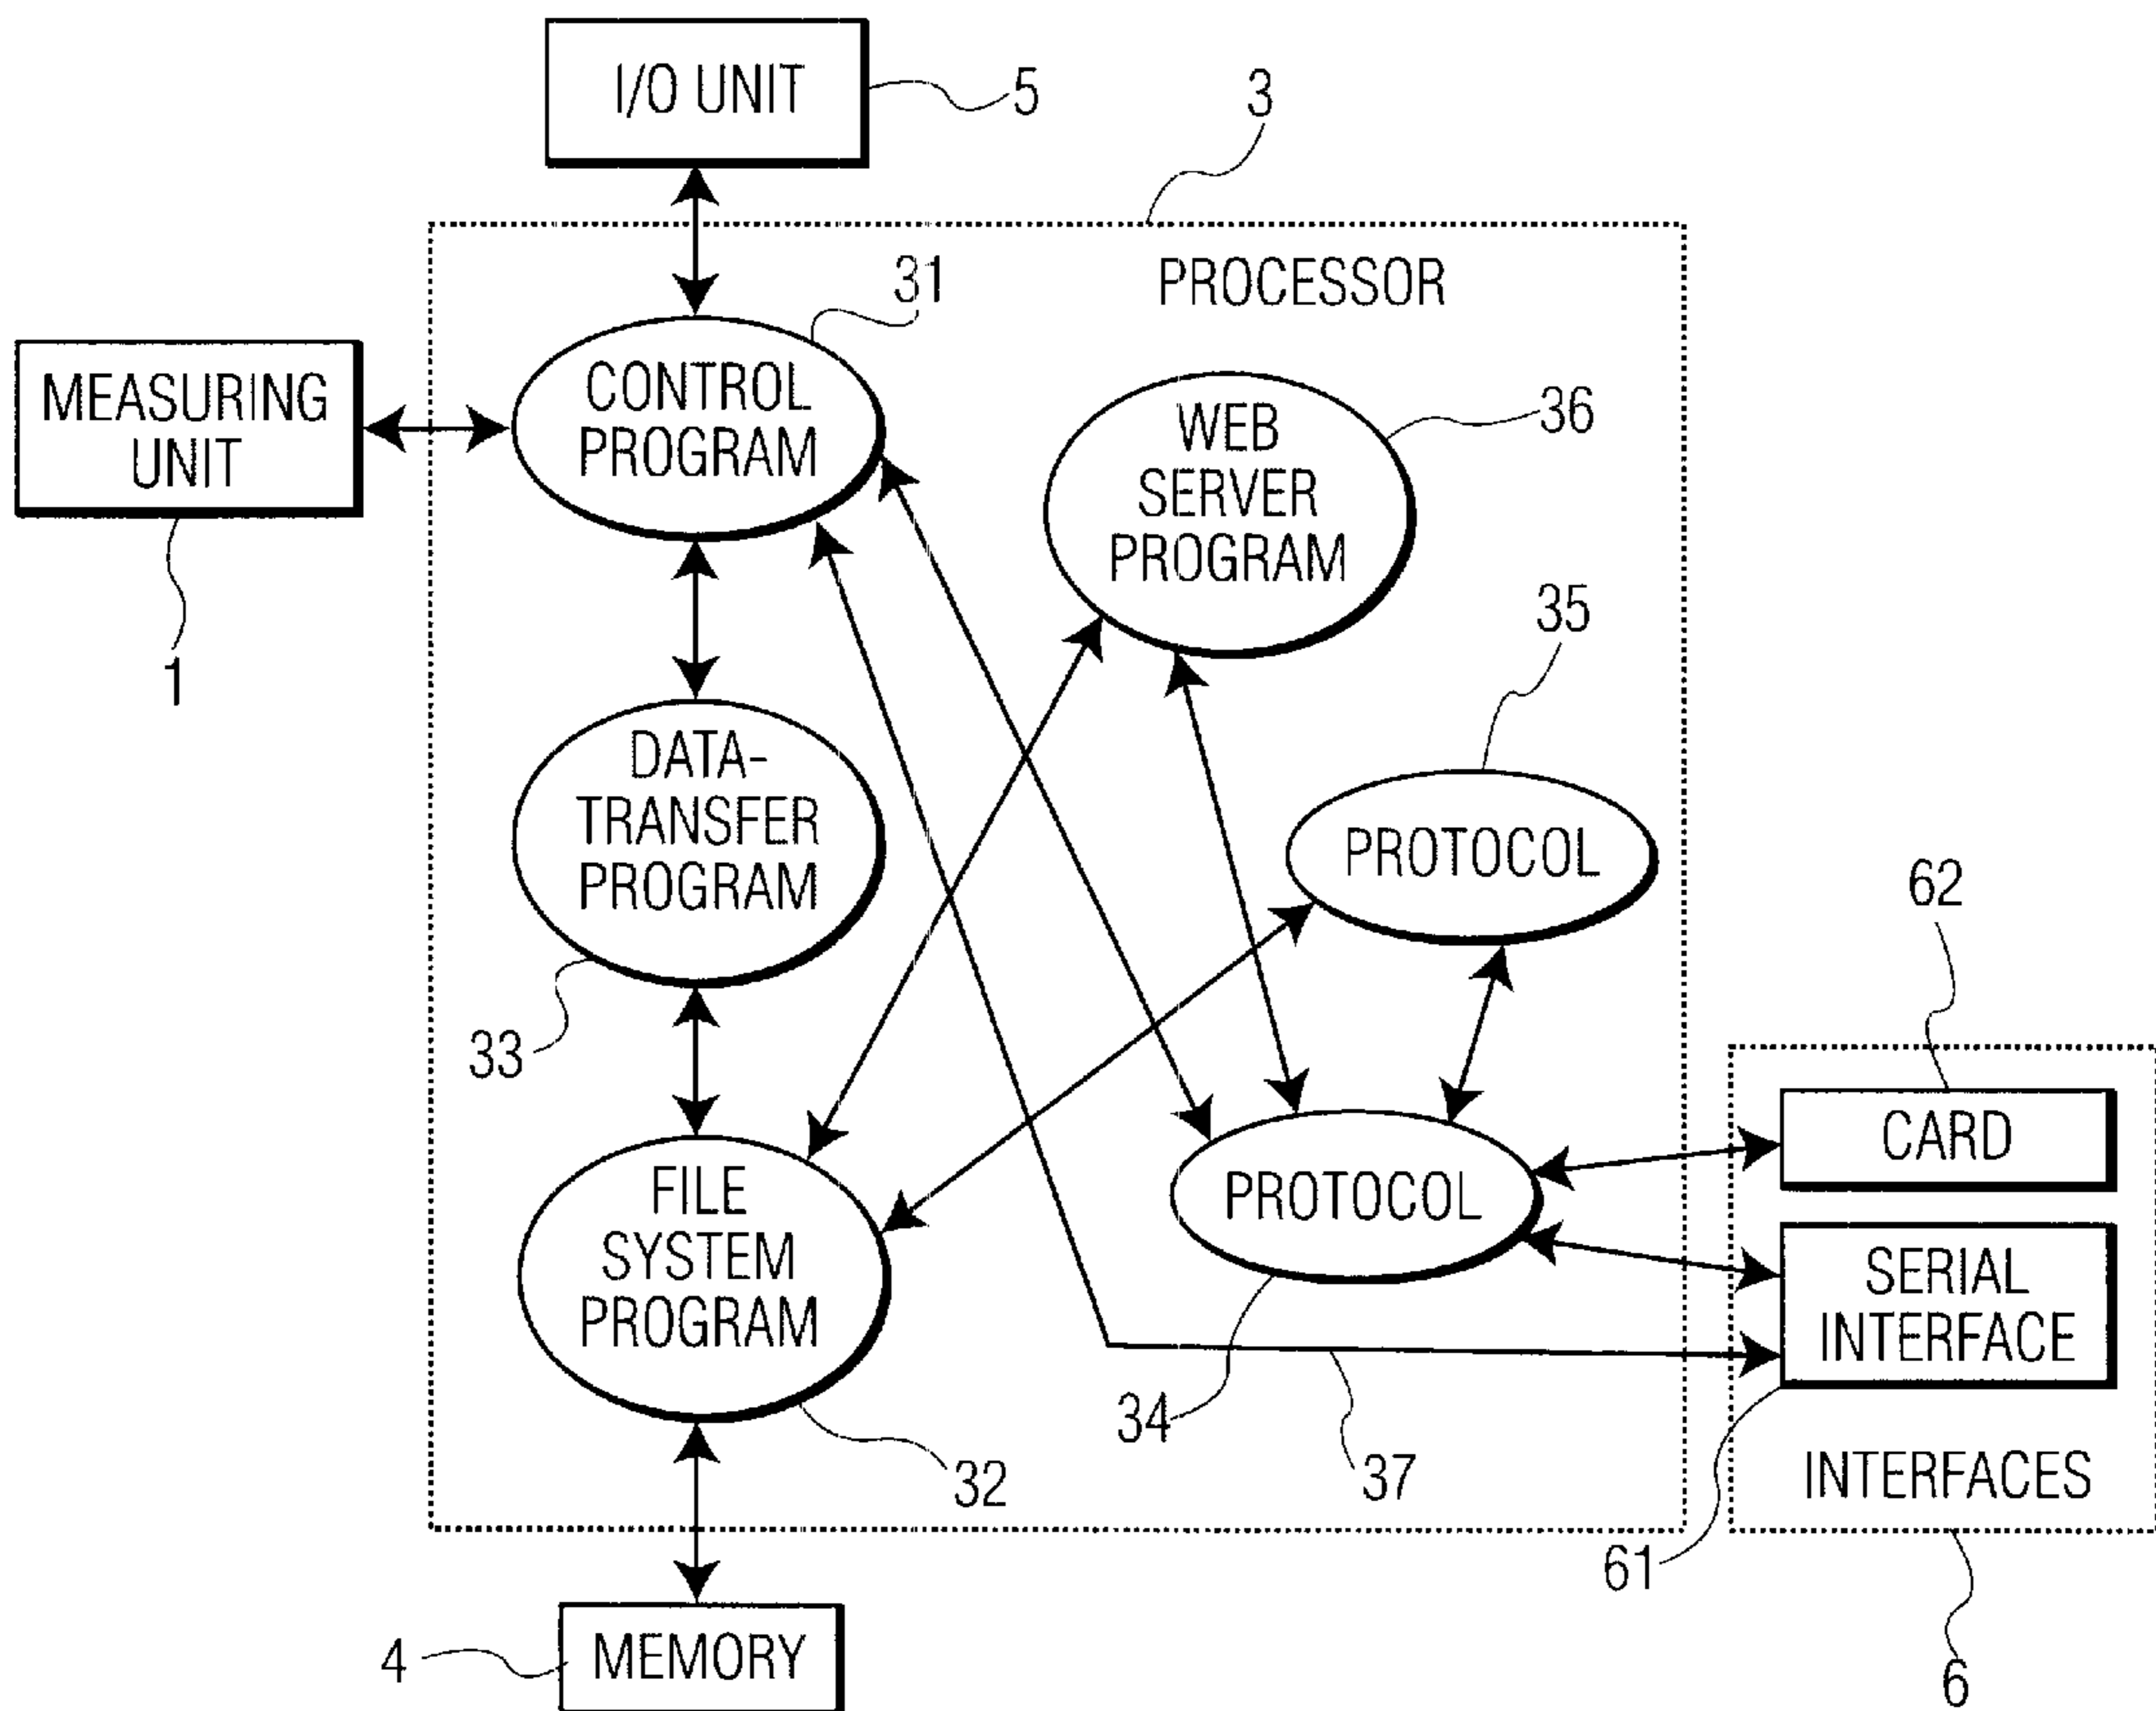 I/O UNIT
5
3
PROCESSOR
31
MEASURING
UNIT
1
CONTROL
PROGRAM
36
WEB
SERVER
PROGRAM
35
DATA-
TRANSFER
PROGRAM
33
PROTOCOL
62
CARD
FILE
SYSTEM
PROGRAM
32
PROTOCOL
34
37
SERIAL
INTERFACE
61
INTERFACES
6
4
MEMORY